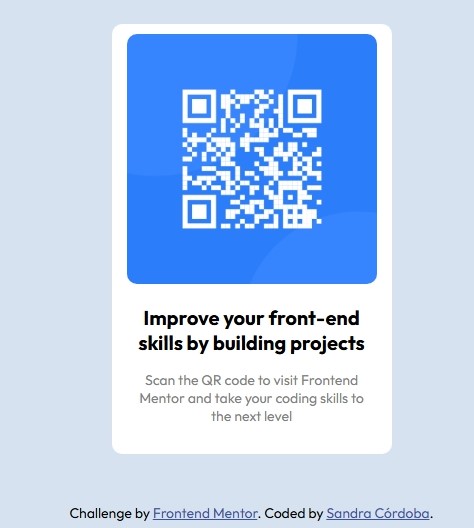 Improve your front-end
skills by building projects
Scan the QR code to visit Frontend
Mentor and take your coding skills to
the next level
Challenge by Frontend Mentor. Coded by Sandra Córdoba.